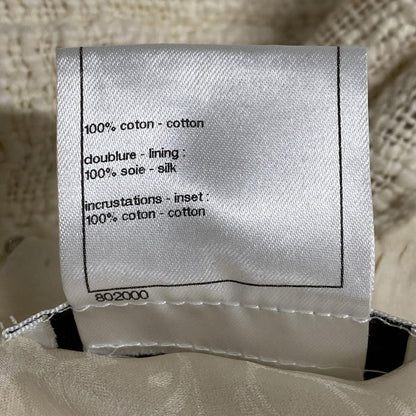 100% coton - cotton
doublure - lining :
100% soie - silk
incrustations - inset :
100% coton - cotton
802000